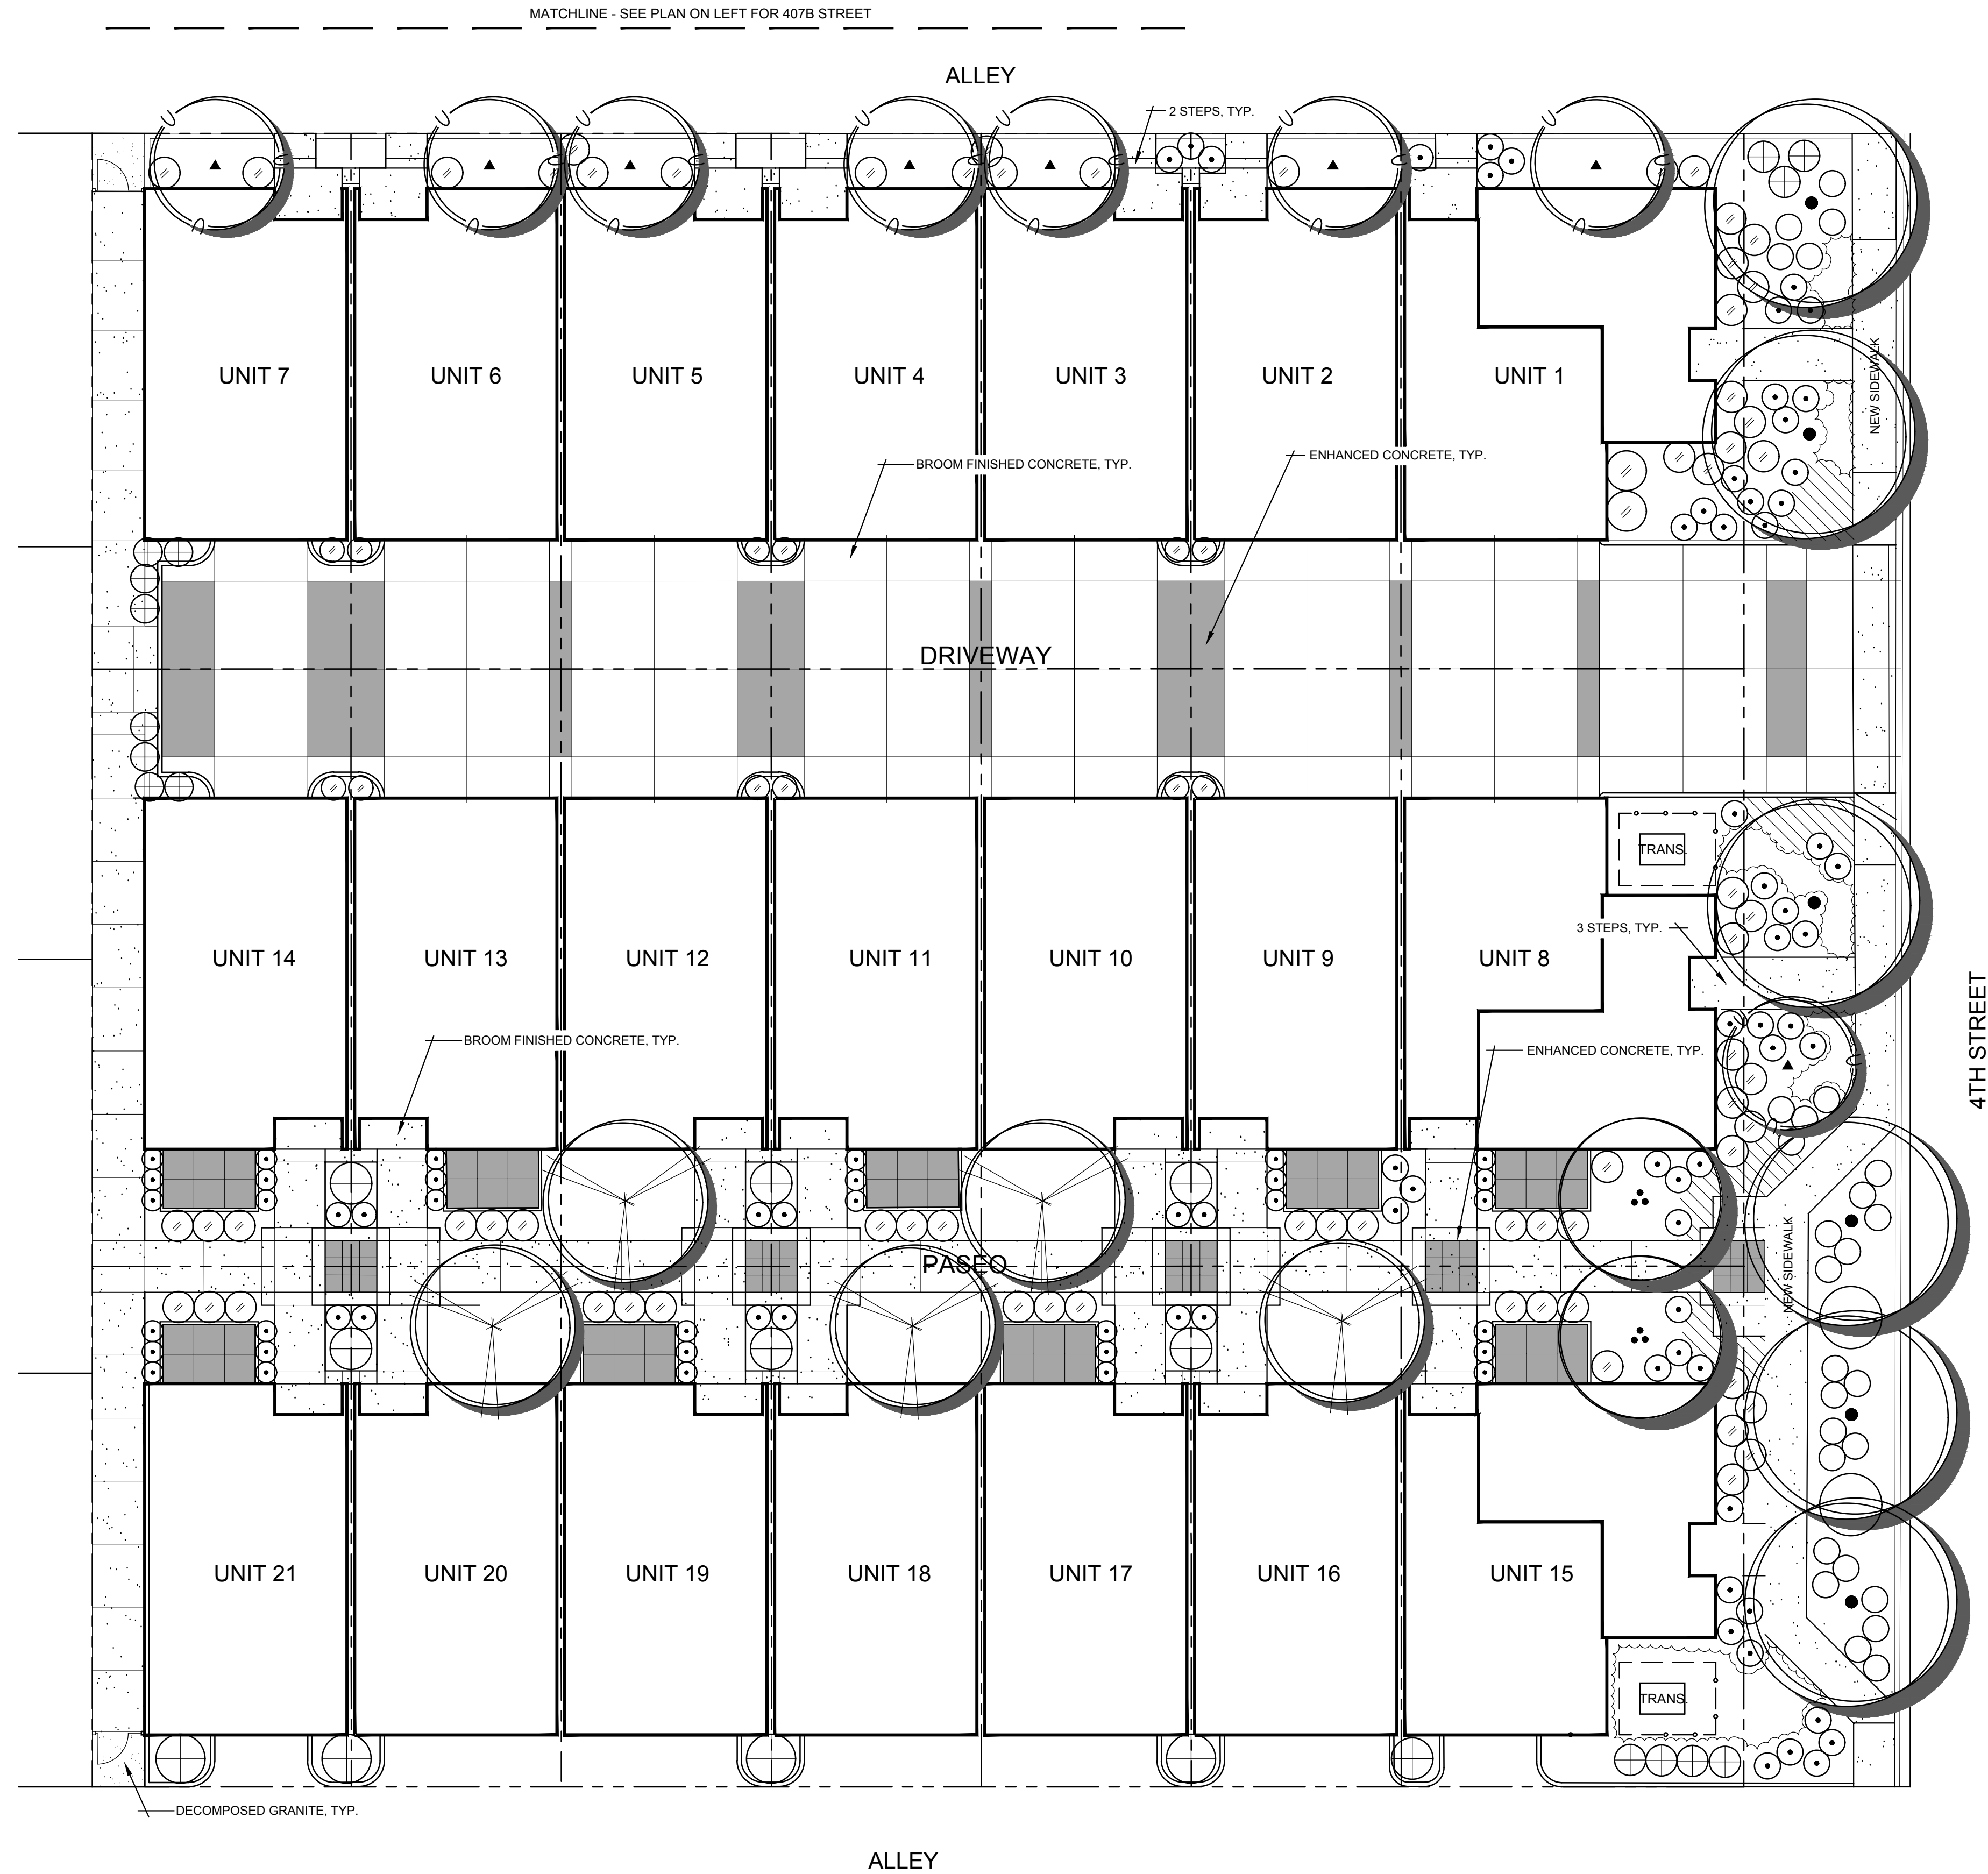 MATCHLINE - SEE PLAN ON LEFT FOR 407B STREET
ALLEY
2 STEPS, TYP.
UNIT 7
UNIT 6
UNIT 5
UNIT 4
UNIT 3
UNIT 2
UNIT 1
NEW SIDEWALK
BROOM FINISHED CONCRETE, TYP.
ENHANCED CONCRETE, TYP.
DRIVEWAY
TRANS.
3 STEPS, TYP.
UNIT 14
UNIT 13
UNIT 12
UNIT 11
UNIT 10
UNIT 9
UNIT 8
4TH STREET
BROOM FINISHED CONCRETE, TYP.
ENHANCED CONCRETE, TYP.
PASEO
NEW SIDEWALK
UNIT 21
UNIT 20
UNIT 19
UNIT 18
UNIT 17
UNIT 16
UNIT 15
TRANS.
DECOMPOSED GRANITE, TYP.
ALLEY